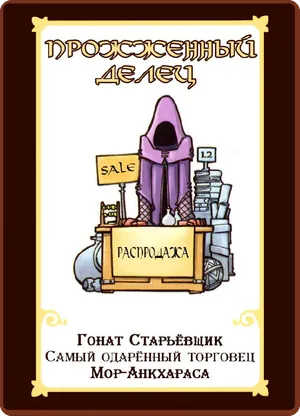 Прожженный
делец
SALE
1.2
Распродажа
Гонат Старьёвщик
Самый одарённый торговец
Мор-Анкхараса